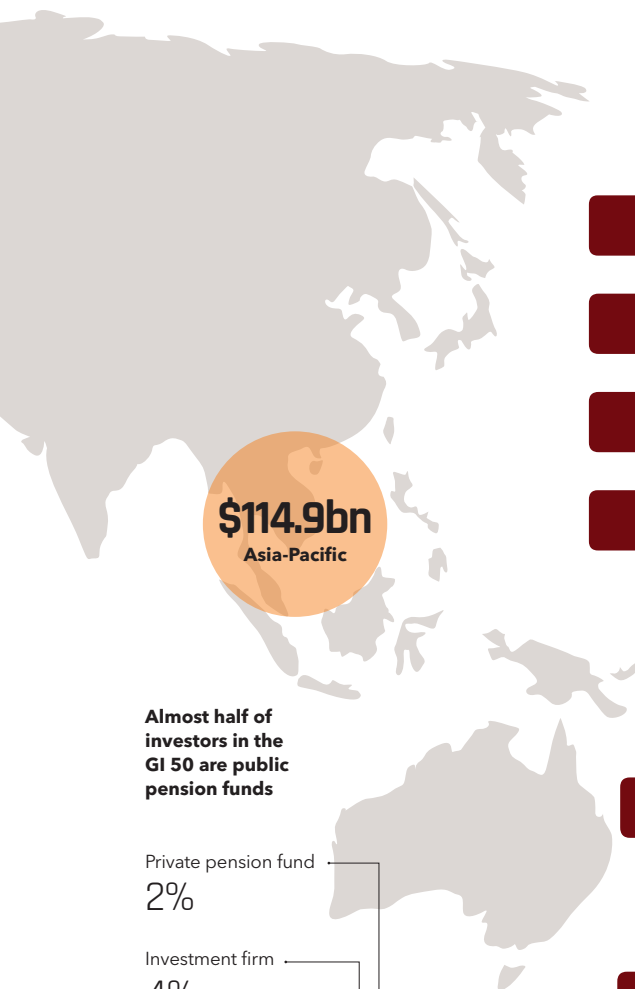 $114.9bn
Asia-Pacific
Almost half of
investors in the
GI 50 are public
pension funds
Private pension fund
2%
Investment firm
4%